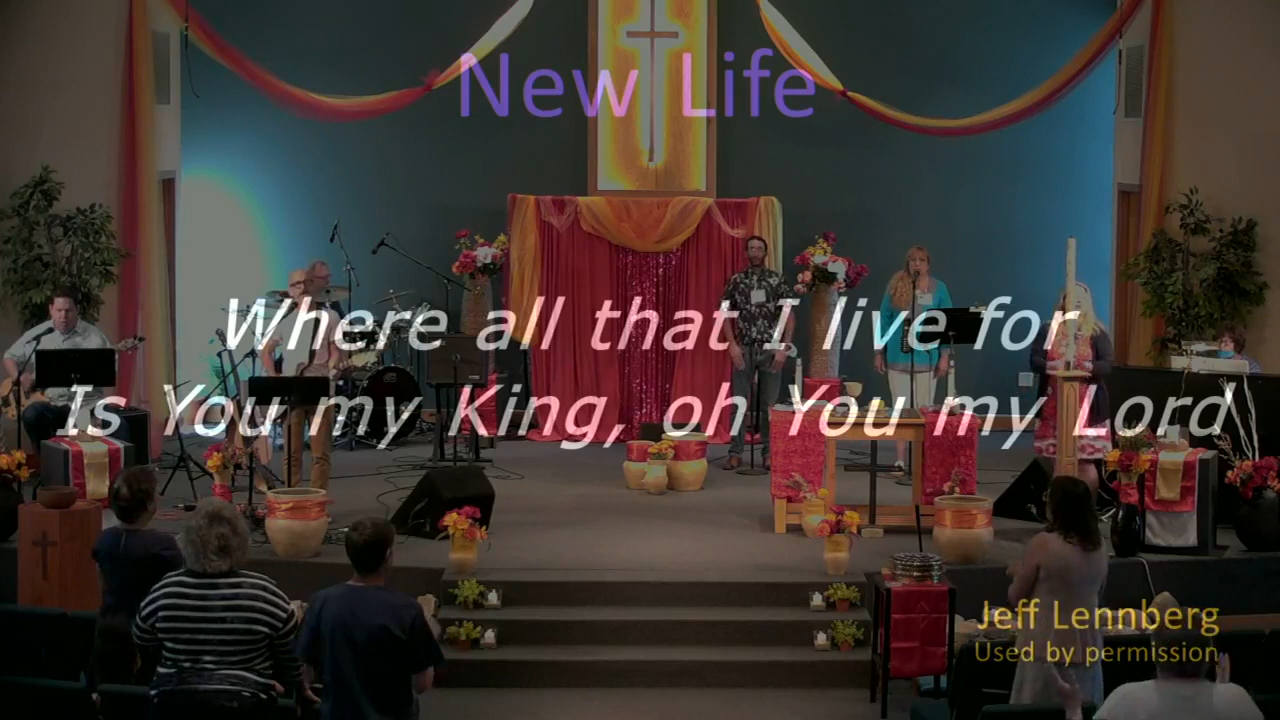 New Life
Where all that I live for
Is You my King, oh You my Lord
Jeff Lennberg
Used by permission